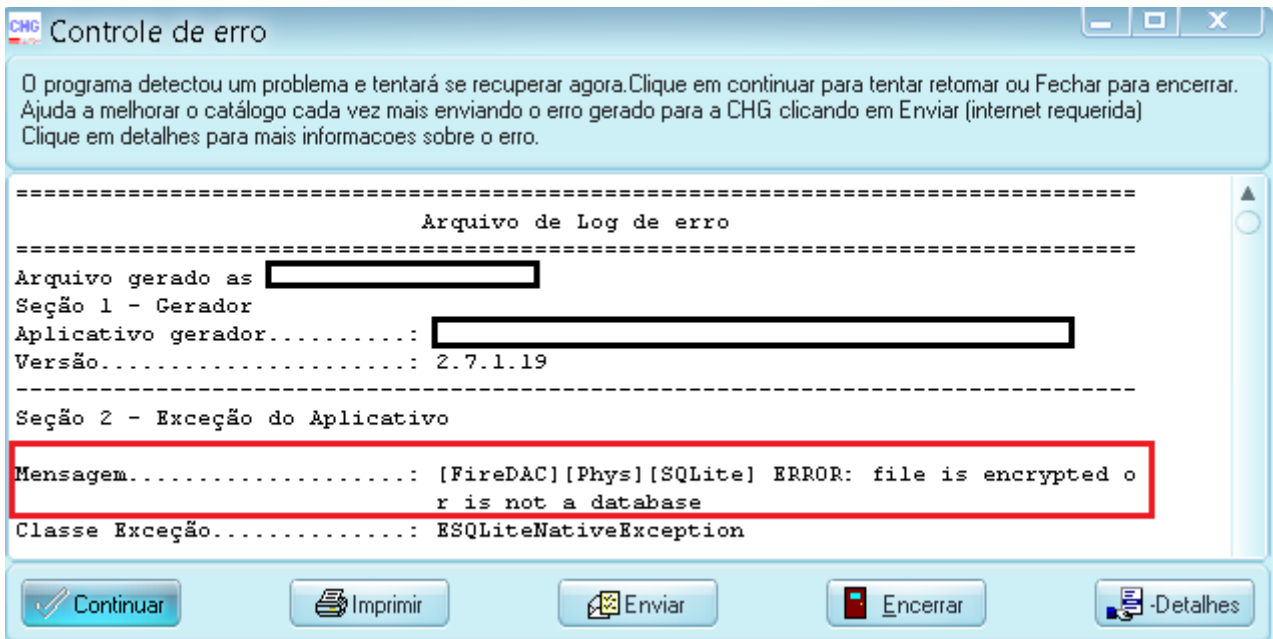 CHG
Controle de erro
O programa detectou um problema e tentará se recuperar agora.Clique em continuar para tentar retomar ou Fechar para encerrar.
Ajuda a melhorar o catálogo cada vez mais enviando o erro gerado para a CHG clicando em Enviar (internet requerida)
Clique em detalhes para mais informacoes sobre o erro.
================================================================================
Arquivo de Log de erro
================================================================================
Arquivo gerado as
Seção 1 - Gerador
Aplicativo gerador..........:
Versão......................: 2.7.1.19
--------------------------------------------------------------------------------
Seção 2 - Exceção do Aplicativo
Mensagem....................: [FireDAC][Phys][SQLite] ERROR: file is encrypted o
r is not a database
Classe Exceção..............: ESQLiteNativeException
Continuar
Imprimir
Enviar
Encerrar
-Detalhes